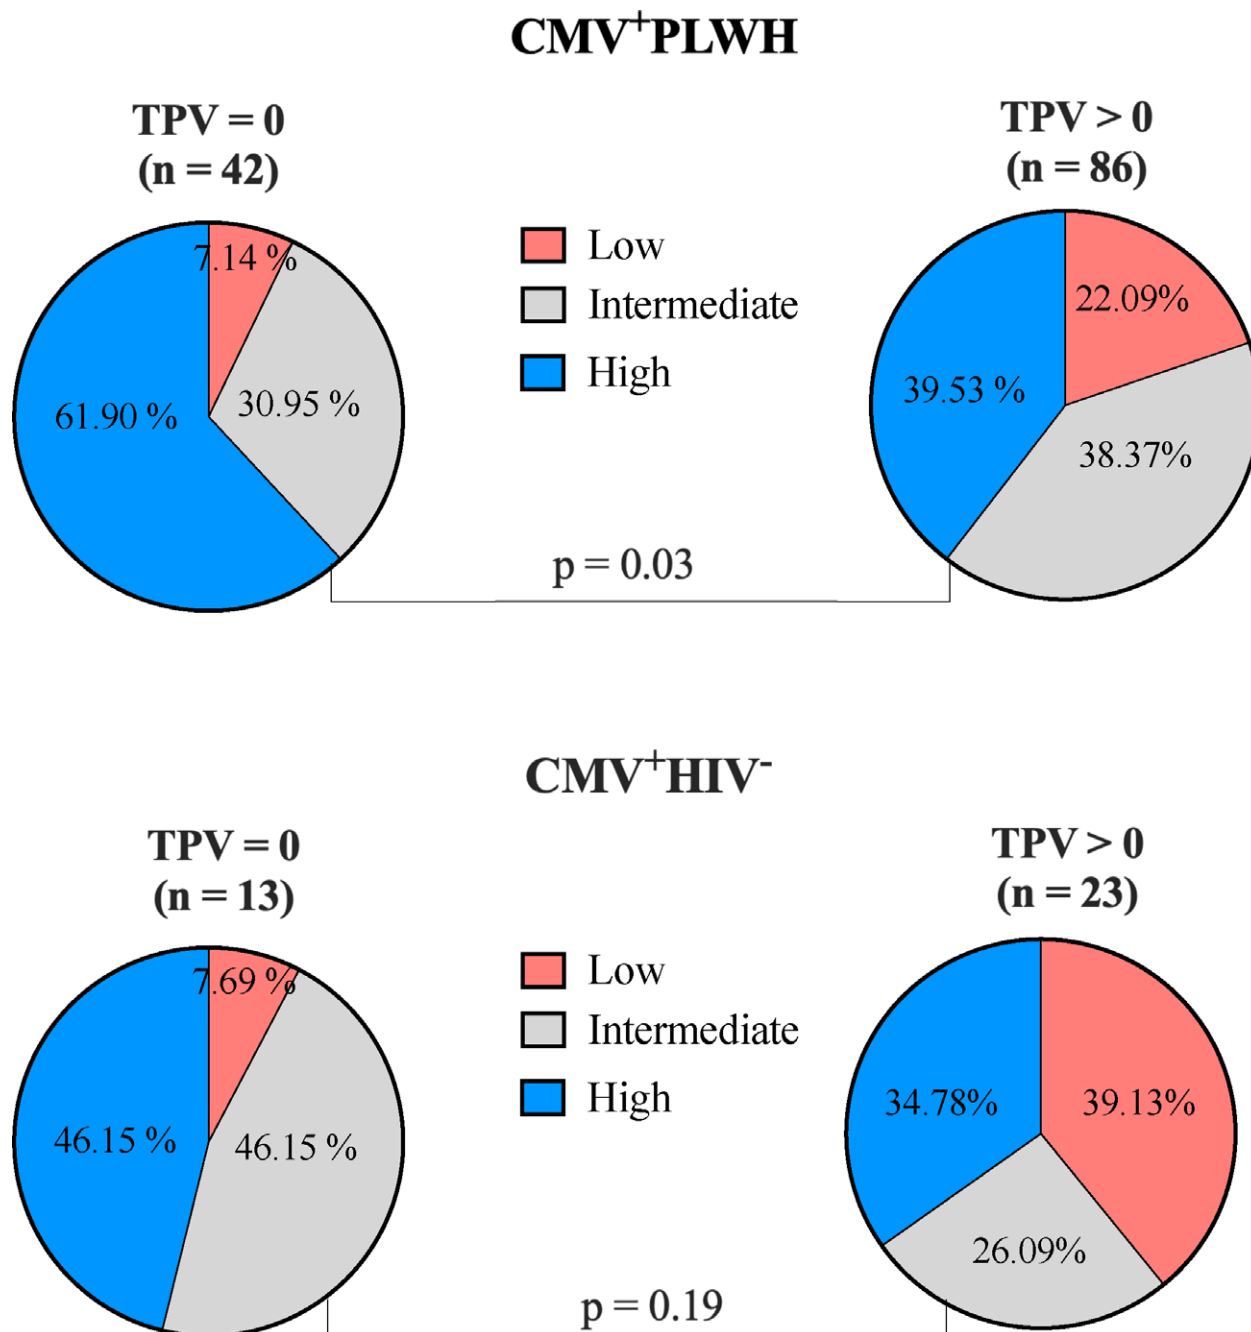 CMV⁺PLWH
TPV = 0
(n = 42)
TPV > 0
(n = 86)
7.14 %
30.95 %
61.90 %
Low
Intermediate
High
22.09%
39.53 %
38.37%
p = 0.03
CMV⁺HIV⁻
TPV = 0
(n = 13)
TPV > 0
(n = 23)
7.69 %
46.15 %
46.15 %
Low
Intermediate
High
34.78%
39.13%
26.09%
p = 0.19